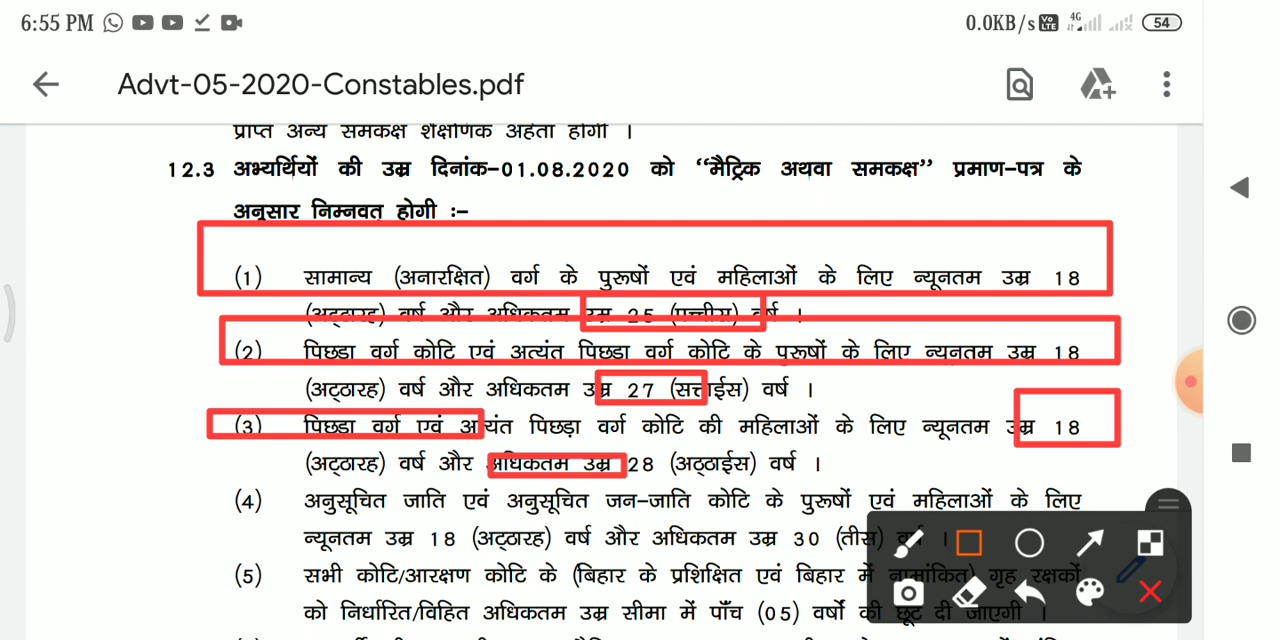 6:55 PM 0.0KB/s Vo LTE 4G 54
Advt-05-2020-Constables.pdf
प्राप्त अन्य समकक्ष शैक्षणिक अर्हता होगी ।
12.3 अभ्यर्थियों की उम्र दिनांक-01.08.2020 को “मैट्रिक अथवा समकक्ष” प्रमाण-पत्र के
अनुसार निम्नवत् होगी :-
(1) सामान्य (अनारक्षित) वर्ग के पुरूषों एवं महिलाओं के लिए न्यूनतम उम्र 18
(अट्ठारह) वर्ष और अधिकतम उम्र 25 (पच्चीस) वर्ष ।
(2) पिछड़ा वर्ग कोटि एवं अत्यंत पिछड़ा वर्ग कोटि के पुरूषों के लिए न्यूनतम उम्र 18
(अट्ठारह) वर्ष और अधिकतम उम्र 27 (सत्ताईस) वर्ष ।
(3) पिछड़ा वर्ग एवं अत्यंत पिछड़ा वर्ग कोटि की महिलाओं के लिए न्यूनतम उम्र 18
(अट्ठारह) वर्ष और अधिकतम उम्र 28 (अट्ठाईस) वर्ष ।
(4) अनुसूचित जाति एवं अनुसूचित जन-जाति कोटि के पुरूषों एवं महिलाओं के लिए
न्यूनतम उम्र 18 (अट्ठारह) वर्ष और अधिकतम उम्र 30 (तीस) वर्ष ।
(5) सभी कोटि/आरक्षण कोटि के (बिहार के प्रशिक्षित एवं बिहार में नामांकित) गृह रक्षकों
को निर्धारित/विहित अधिकतम उम्र सीमा में पाँच (05) वर्षों की छूट दी जाएगी ।